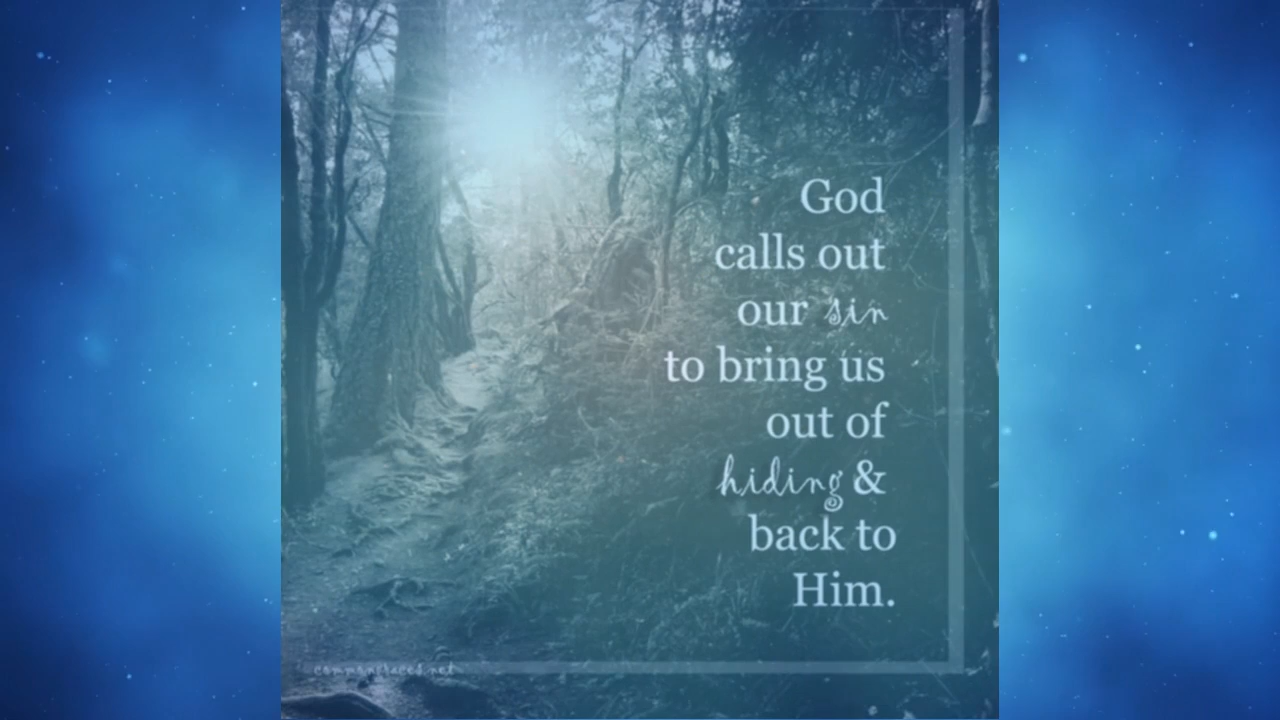 God
calls out
our sin
to bring us
out of
hiding &
back to
Him.